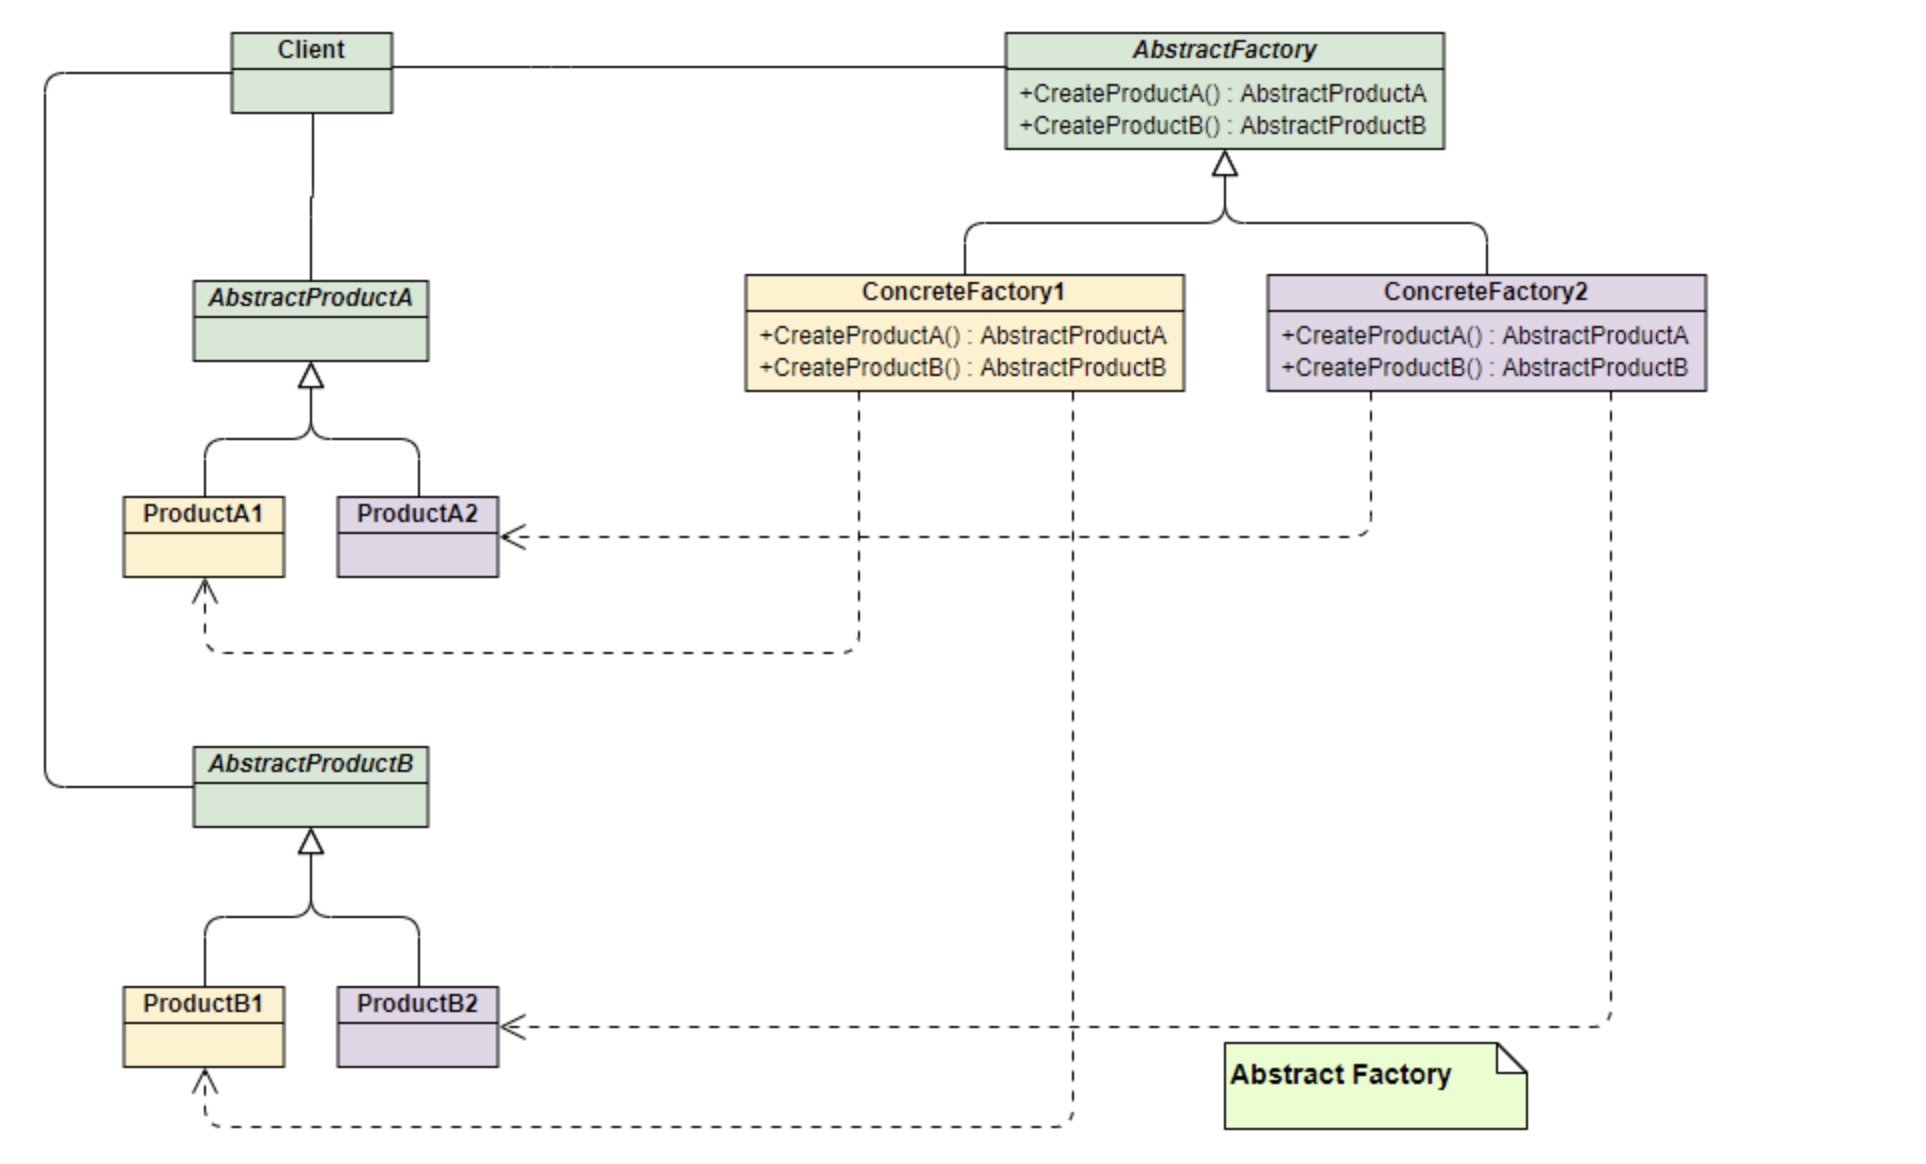 Client
AbstractFactory
+CreateProductA() : AbstractProductA
+CreateProductB() : AbstractProductB
AbstractProductA
ConcreteFactory1
+CreateProductA() : AbstractProductA
+CreateProductB() : AbstractProductB
ConcreteFactory2
+CreateProductA() : AbstractProductA
+CreateProductB() : AbstractProductB
ProductA1
ProductA2
AbstractProductB
ProductB1
ProductB2
Abstract Factory